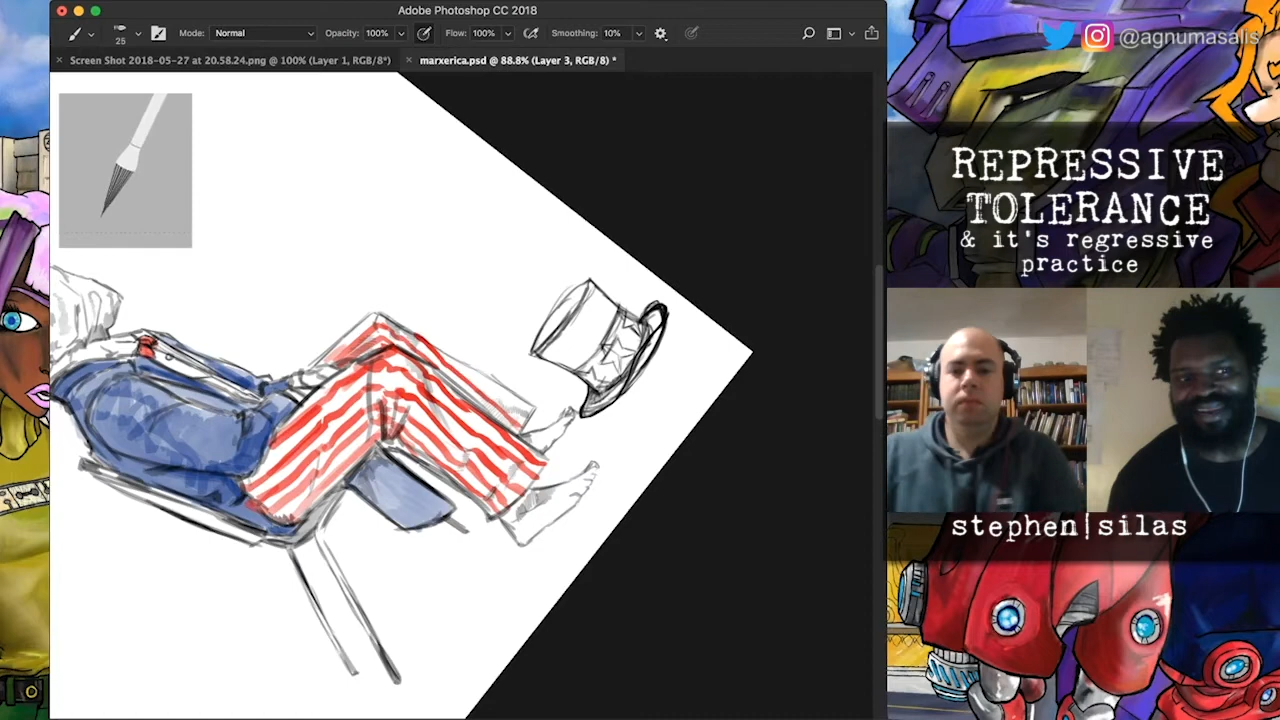 Adobe Photoshop CC 2018
25
Mode: Normal
Opacity: 100%
Flow: 100%
Smoothing: 10%
Screen Shot 2018-05-27 at 20.58.24.png @ 100% (Layer 1, RGB/8*)
marxerica.psd @ 88.8% (Layer 3, RGB/8) *
@agnumasalis
REPRESSIVE
TOLERANCE
& it's regressive
practice
stephen|silas